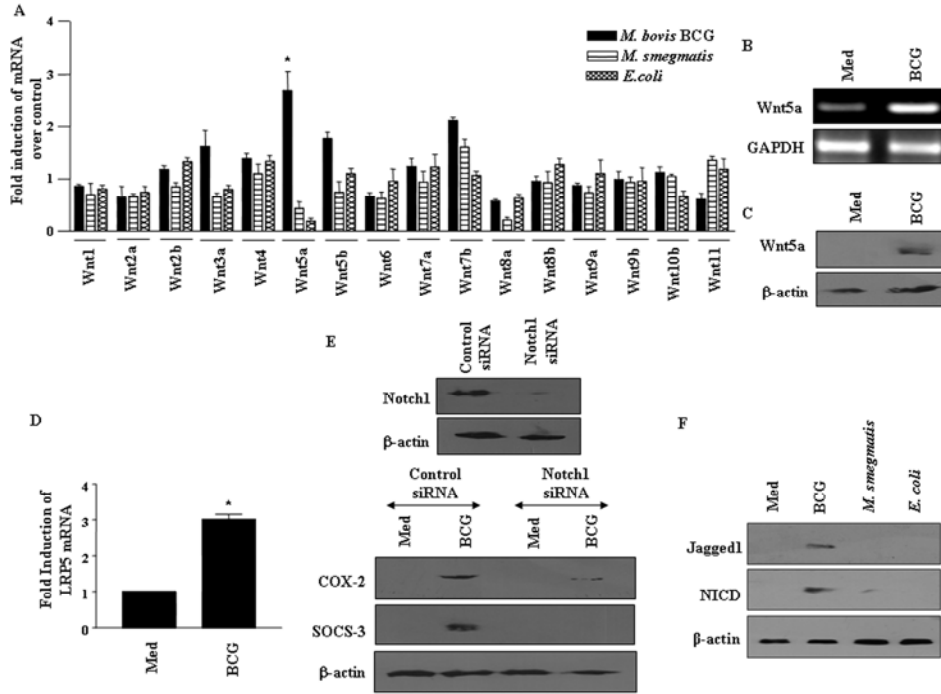 A
Fold induction of mRNA
over control
4
3
2
1
0
*
M. bovis BCG
M. smegmatis
E.coli
Wnt1
Wnt2a
Wnt2b
Wnt3a
Wnt4
Wnt5a
Wnt5b
Wnt6
Wnt7a
Wnt7b
Wnt8a
Wnt8b
Wnt9a
Wnt9b
Wnt10b
Wnt11
B
Med
BCG
Wnt5a
GAPDH
C
Med
BCG
Wnt5a
β-actin
D
Fold Induction of
LRP5 mRNA
4
3
2
1
0
*
Med
BCG
E
Control
siRNA
Notch1
siRNA
Notch1
β-actin
Control
siRNA
Notch1
siRNA
Med
BCG
Med
BCG
COX-2
SOCS-3
β-actin
F
Med
BCG
M. smegmatis
E. coli
Jagged1
NICD
β-actin